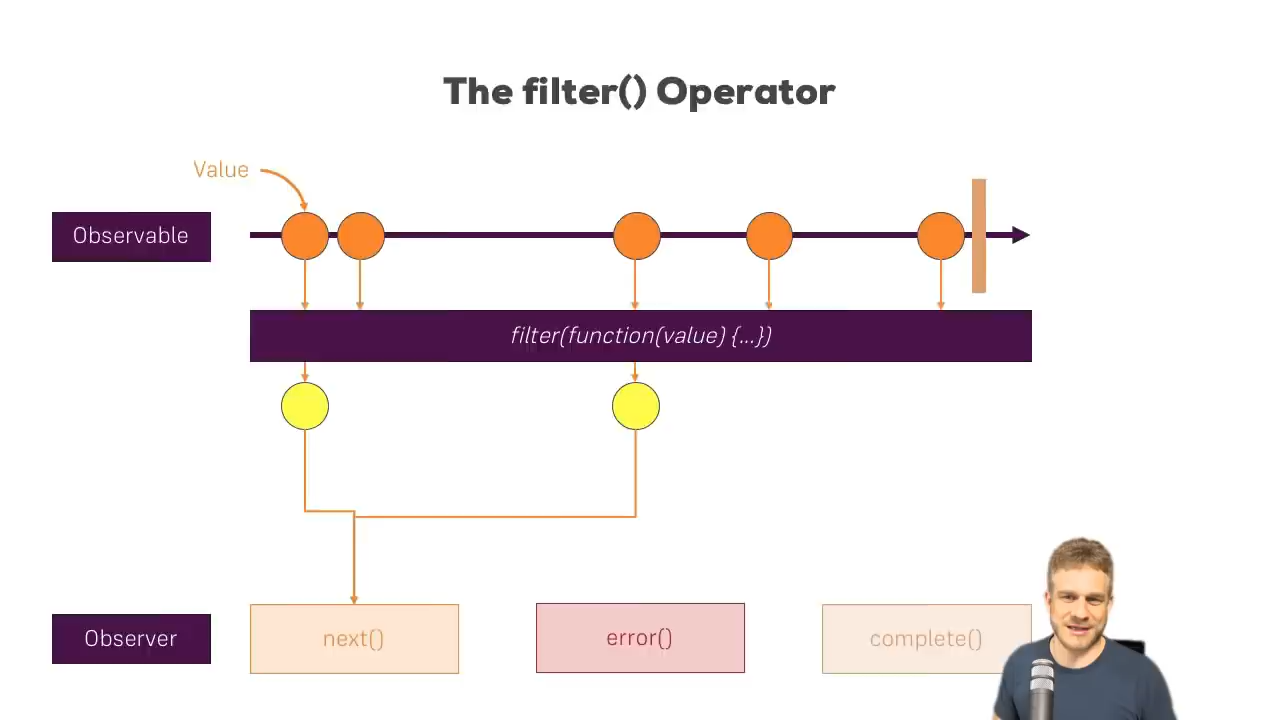 The filter() Operator
Value
Observable
filter(function(value) {...})
Observer
next()
error()
complete()